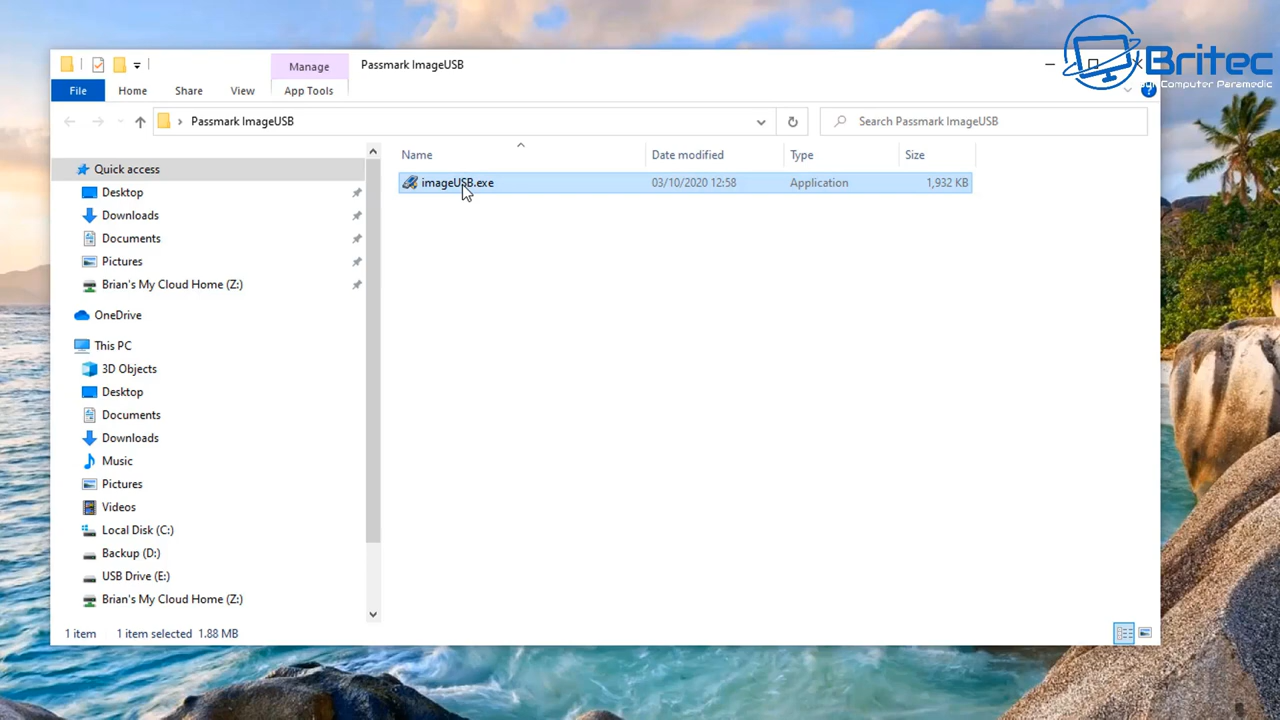 Britec
Your Computer Paramedic
Manage
Passmark ImageUSB
File
Home
Share
View
App Tools
Passmark ImageUSB
Search Passmark ImageUSB
Name
Date modified
Type
Size
imageUSB.exe
03/10/2020 12:58
Application
1,932 KB
Quick access
Desktop
Downloads
Documents
Pictures
Brian's My Cloud Home (Z:)
OneDrive
This PC
3D Objects
Desktop
Documents
Downloads
Music
Pictures
Videos
Local Disk (C:)
Backup (D:)
USB Drive (E:)
Brian's My Cloud Home (Z:)
1 item
1 item selected 1.88 MB